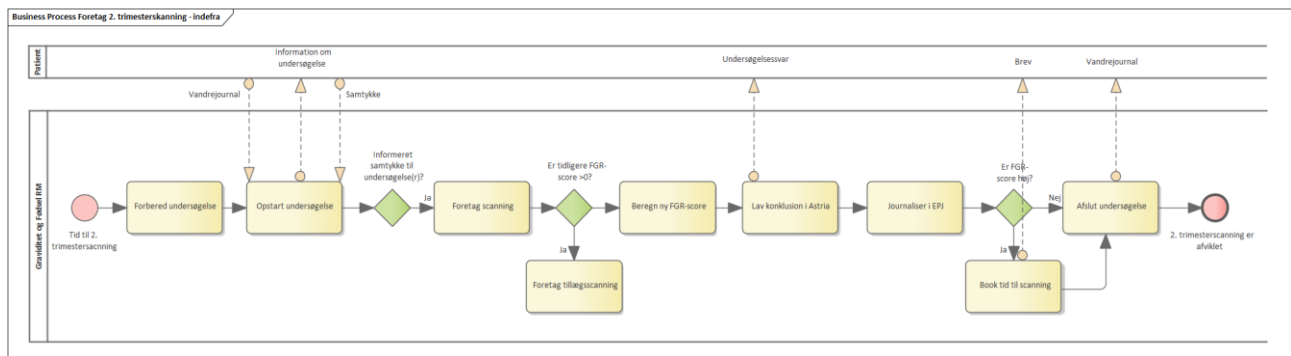 Business Process Foretag 2. trimesterskanning - indefra
Patient
Information om
undersøgelse
Undersøgelsessvar
Brev
Vandrejournal
Vandrejournal
Samtykke
Graviditet og Fødsel RM
Informeret
samtykke til
undersøgelse(r)?
Er tidligere FGR-
score >0?
Er FGR-
score høj?
Tid til 2.
trimestersacnning
Forbered undersøgelse
Opstart undersøgelse
Ja
Foretag scanning
Beregn ny FGR-score
Lav konklusion i Astria
Journaliser i EPJ
Nej
Afslut undersøgelse
2. trimesterscanning er
afviklet
Ja
Foretag tillægsscanning
Ja
Book tid til scanning